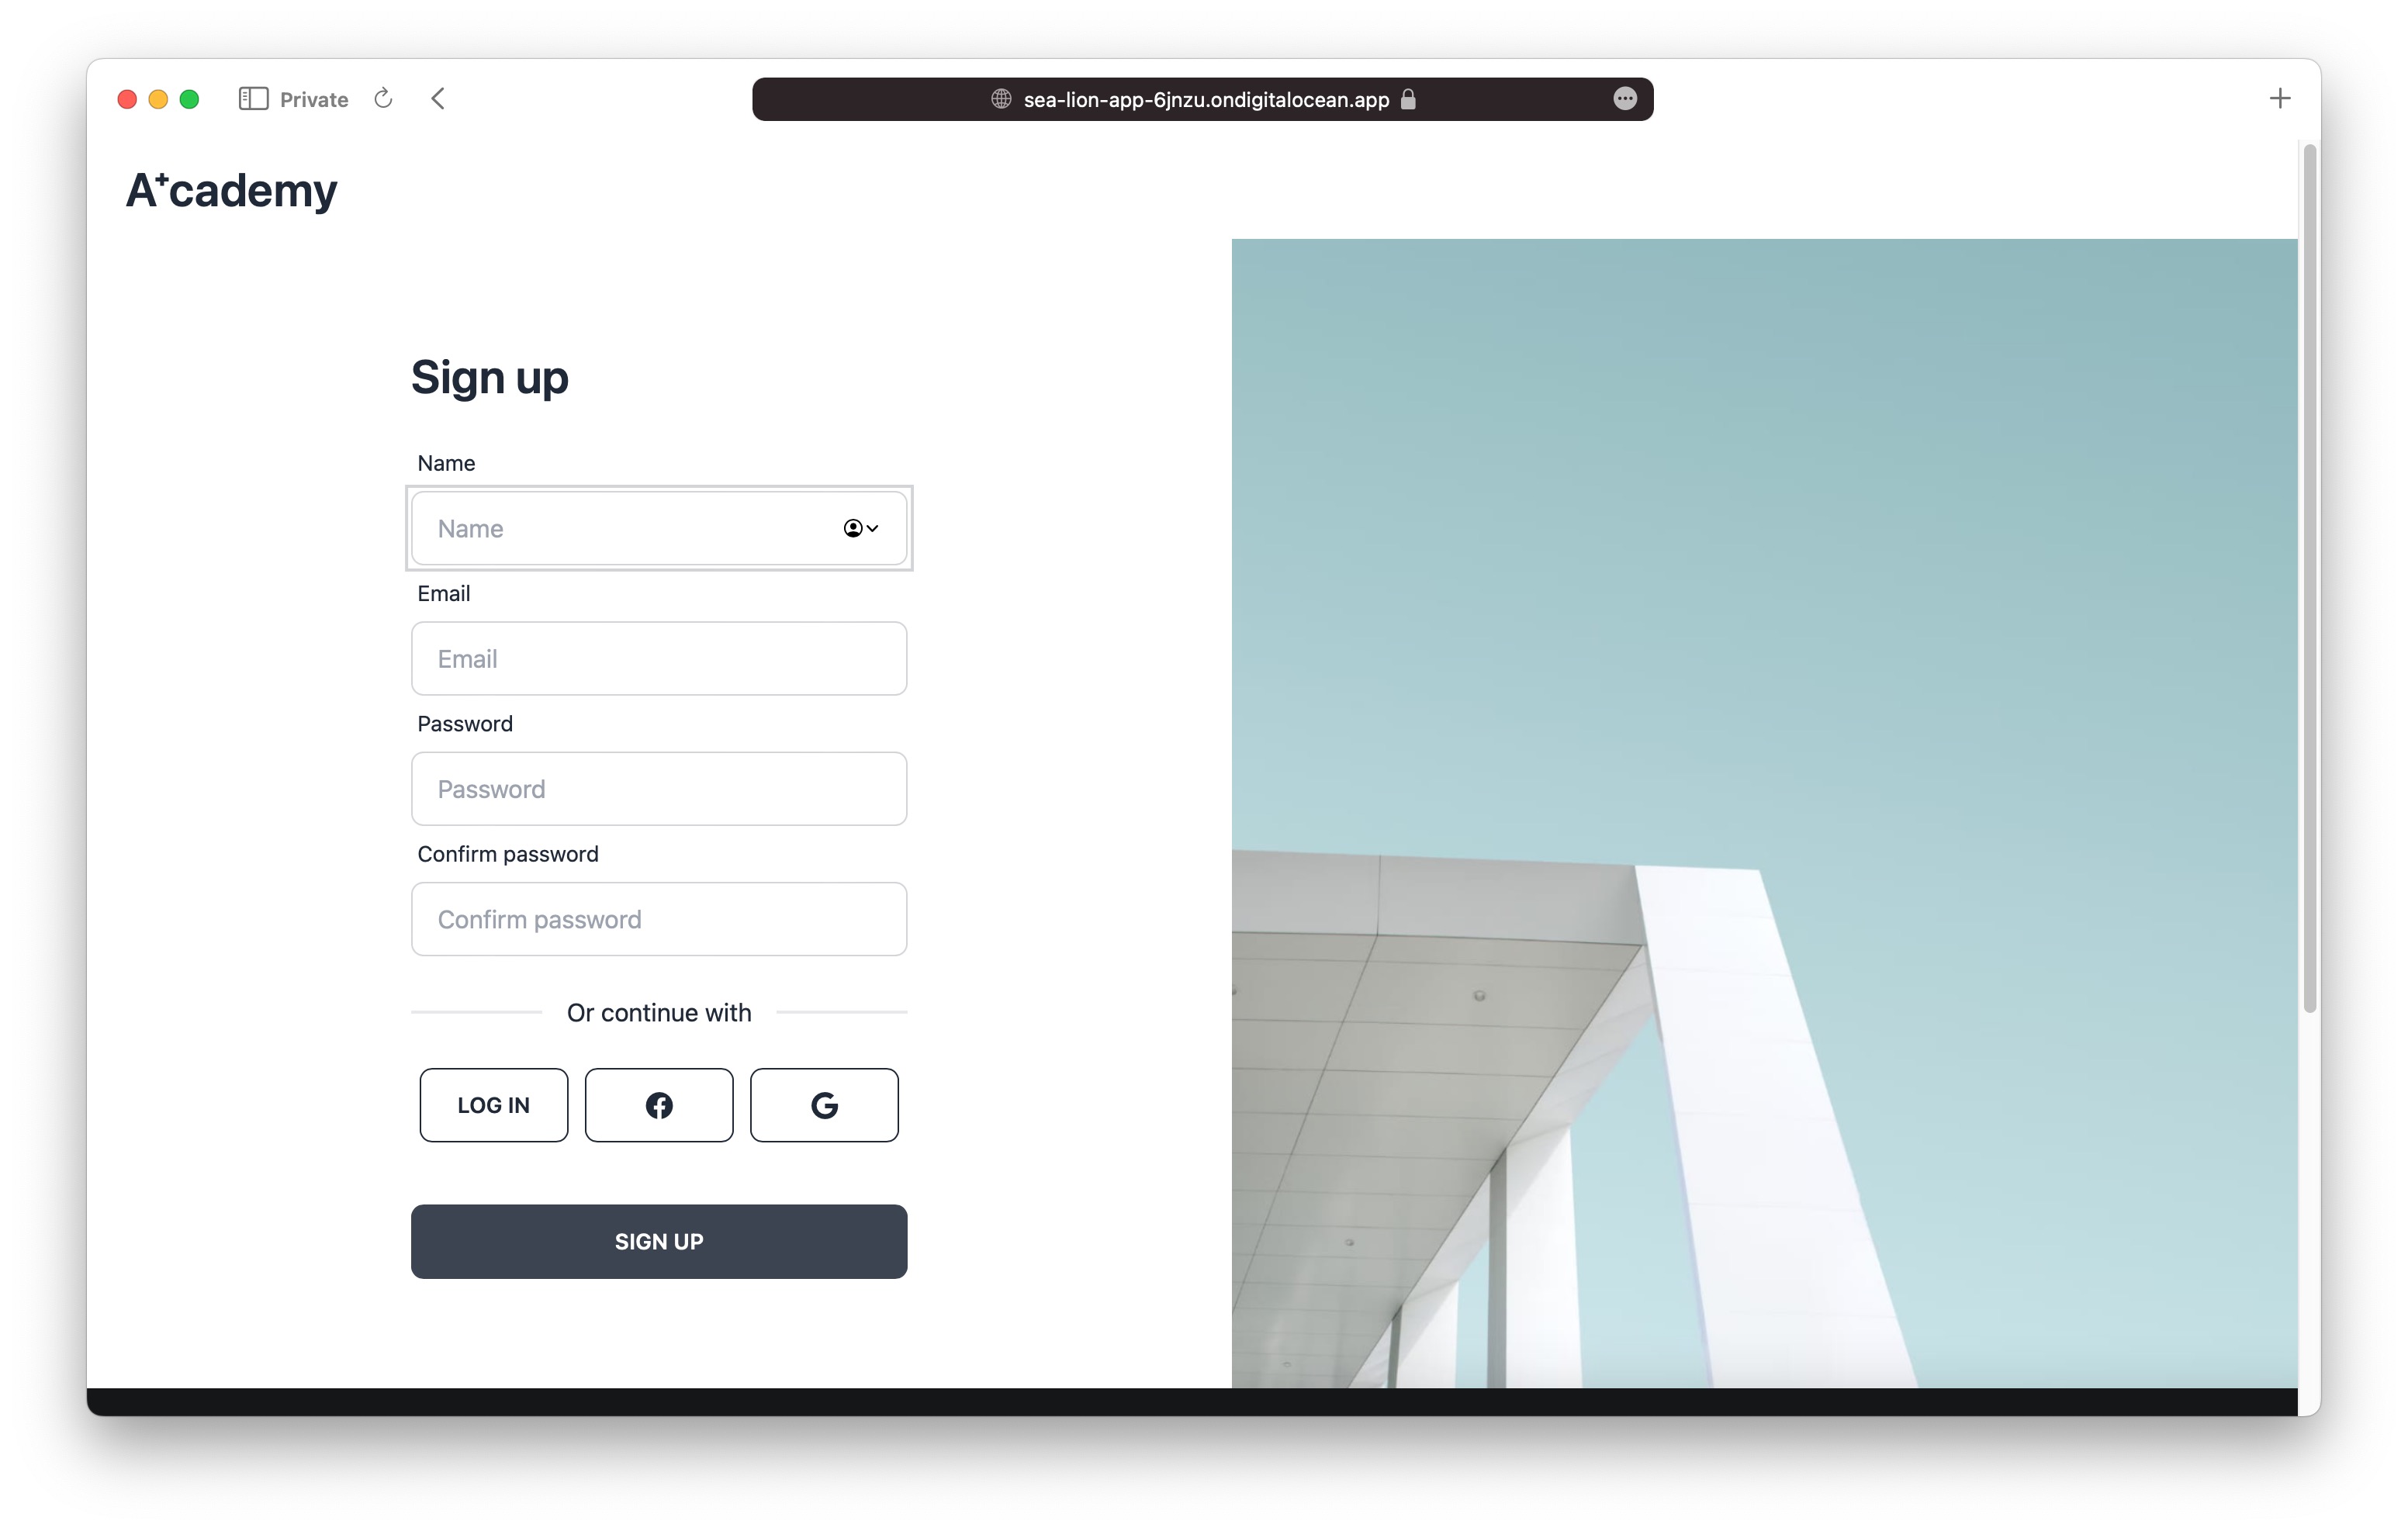 Private
sea-lion-app-6jnzu.ondigitalocean.app
A⁺cademy
Sign up
Name
Name
Email
Email
Password
Password
Confirm password
Confirm password
Or continue with
LOG IN
SIGN UP